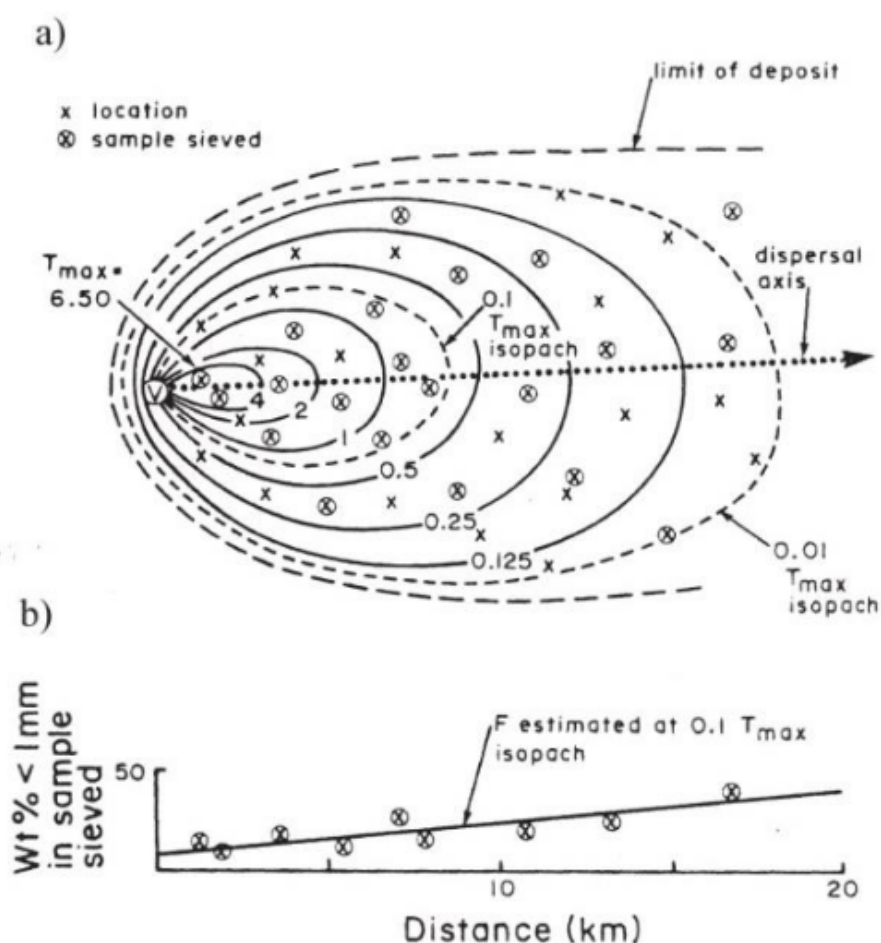 a)
limit of deposit
x location
⊗ sample sieved
Tmax=
6.50
dispersal
axis
0.1
Tmax
isopach
V
4
2
1
0.5
0.25
0.125
0.01
Tmax
isopach
b)
F estimated at 0.1 Tmax
isopach
Wt% < 1mm
in sample
sieved
50
10
20
Distance (km)